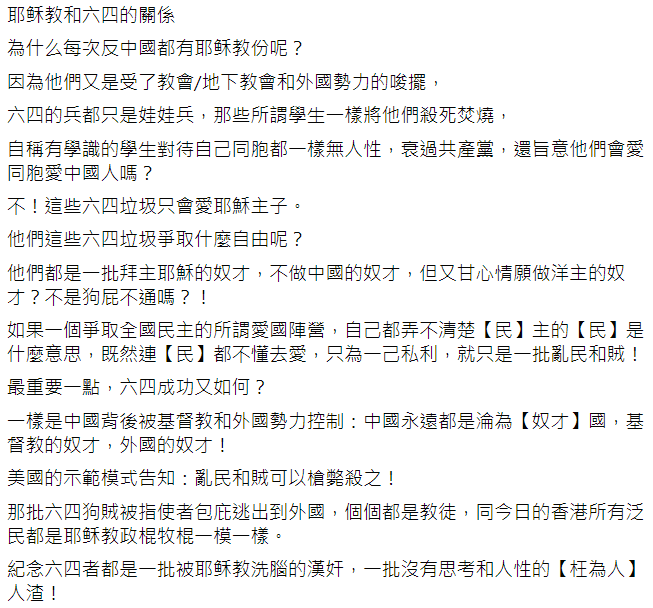 耶稣教和六四的關係
為什么每次反中國都有耶稣教份呢？
因為他們又是受了教會/地下教會和外國勢力的唆擺，
六四的兵都只是娃娃兵，那些所謂學生一樣將他們殺死焚燒，
自稱有學識的學生對待自己同胞都一樣無人性，衰過共產黨，還旨意他們會愛
同胞愛中國人嗎？
不！這些六四垃圾只會愛耶穌主子。
他們這些六四垃圾爭取什麼自由呢？
他們都是一批拜主耶穌的奴才，不做中國的奴才，但又甘心情願做洋主的奴
才？不是狗屁不通嗎？！
如果一個爭取全國民主的所謂愛國陣營，自己都弄不清楚【民】主的【民】是
什麼意思，既然連【民】都不懂去愛，只為一己私利，就只是一批亂民和賊！
最重要一點，六四成功又如何？
一樣是中國背後被基督教和外國勢力控制：中國永遠都是淪為【奴才】國，基
督教的奴才，外國的奴才！
美國的示範模式告知：亂民和賊可以槍斃殺之！
那批六四狗賊被指使者包庇逃出到外國，個個都是教徒，同今日的香港所有泛
民都是耶稣教政棍牧棍一模一樣。
紀念六四者都是一批被耶稣教洗腦的漢奸，一批沒有思考和人性的【枉為人】
人渣！